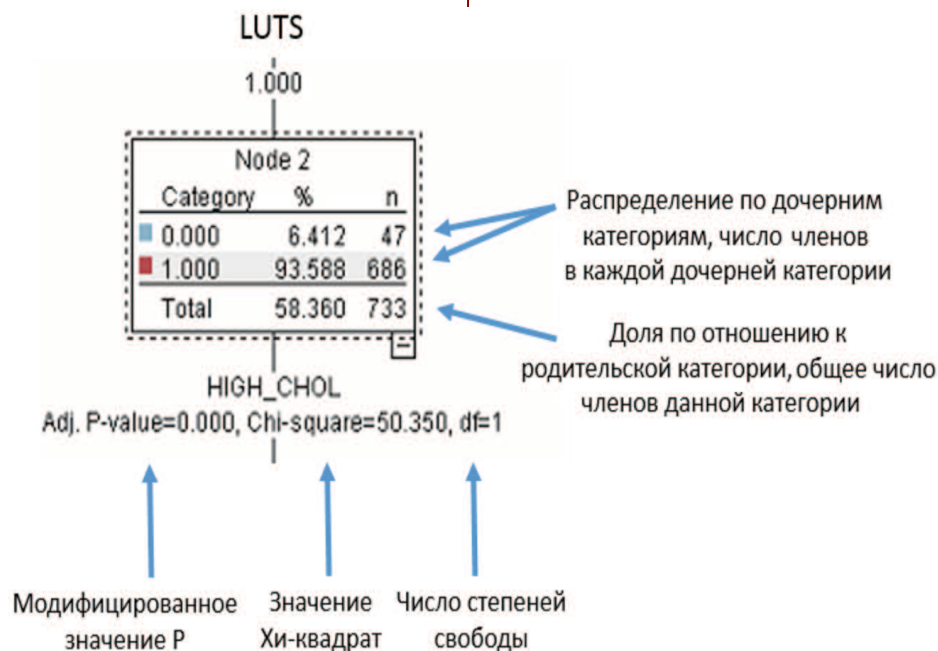 LUTS
1.000
Node 2
Category % n
0.000 6.412 47
1.000 93.588 686
Total 58.360 733
Распределение по дочерним
категориям, число членов
в каждой дочерней категории
Доля по отношению к
родительской категории, общее число
членов данной категории
HIGH_CHOL
Adj. P-value=0.000, Chi-square=50.350, df=1
Модифицированное
значение P
Значение
Хи-квадрат
Число степеней
свободы